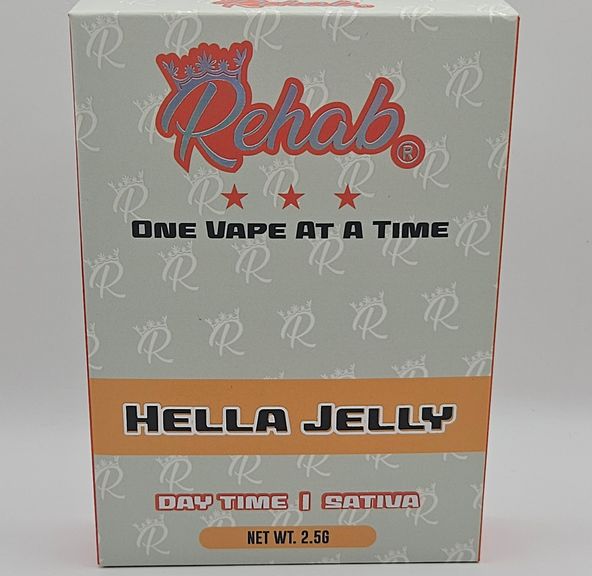 Rehab®
ONE VAPE AT A TIME
HELLA JELLY
DAY TIME | SATIVA
NET WT. 2.5G